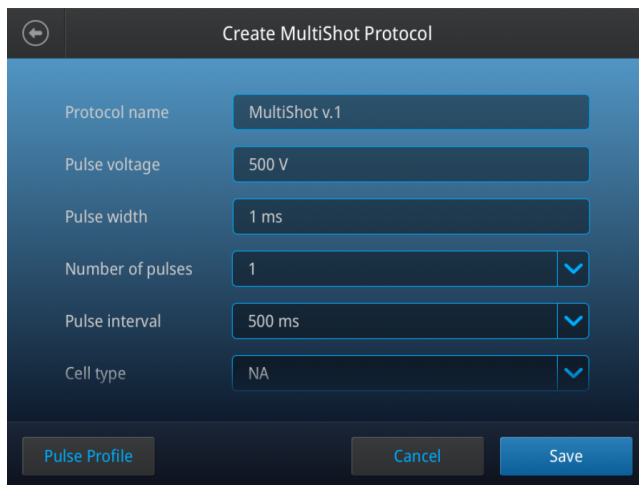 Create MultiShot Protocol
Protocol name MultiShot v.1
Pulse voltage 500 V
Pulse width 1 ms
Number of pulses 1
Pulse interval 500 ms
Cell type NA
Pulse Profile Cancel Save